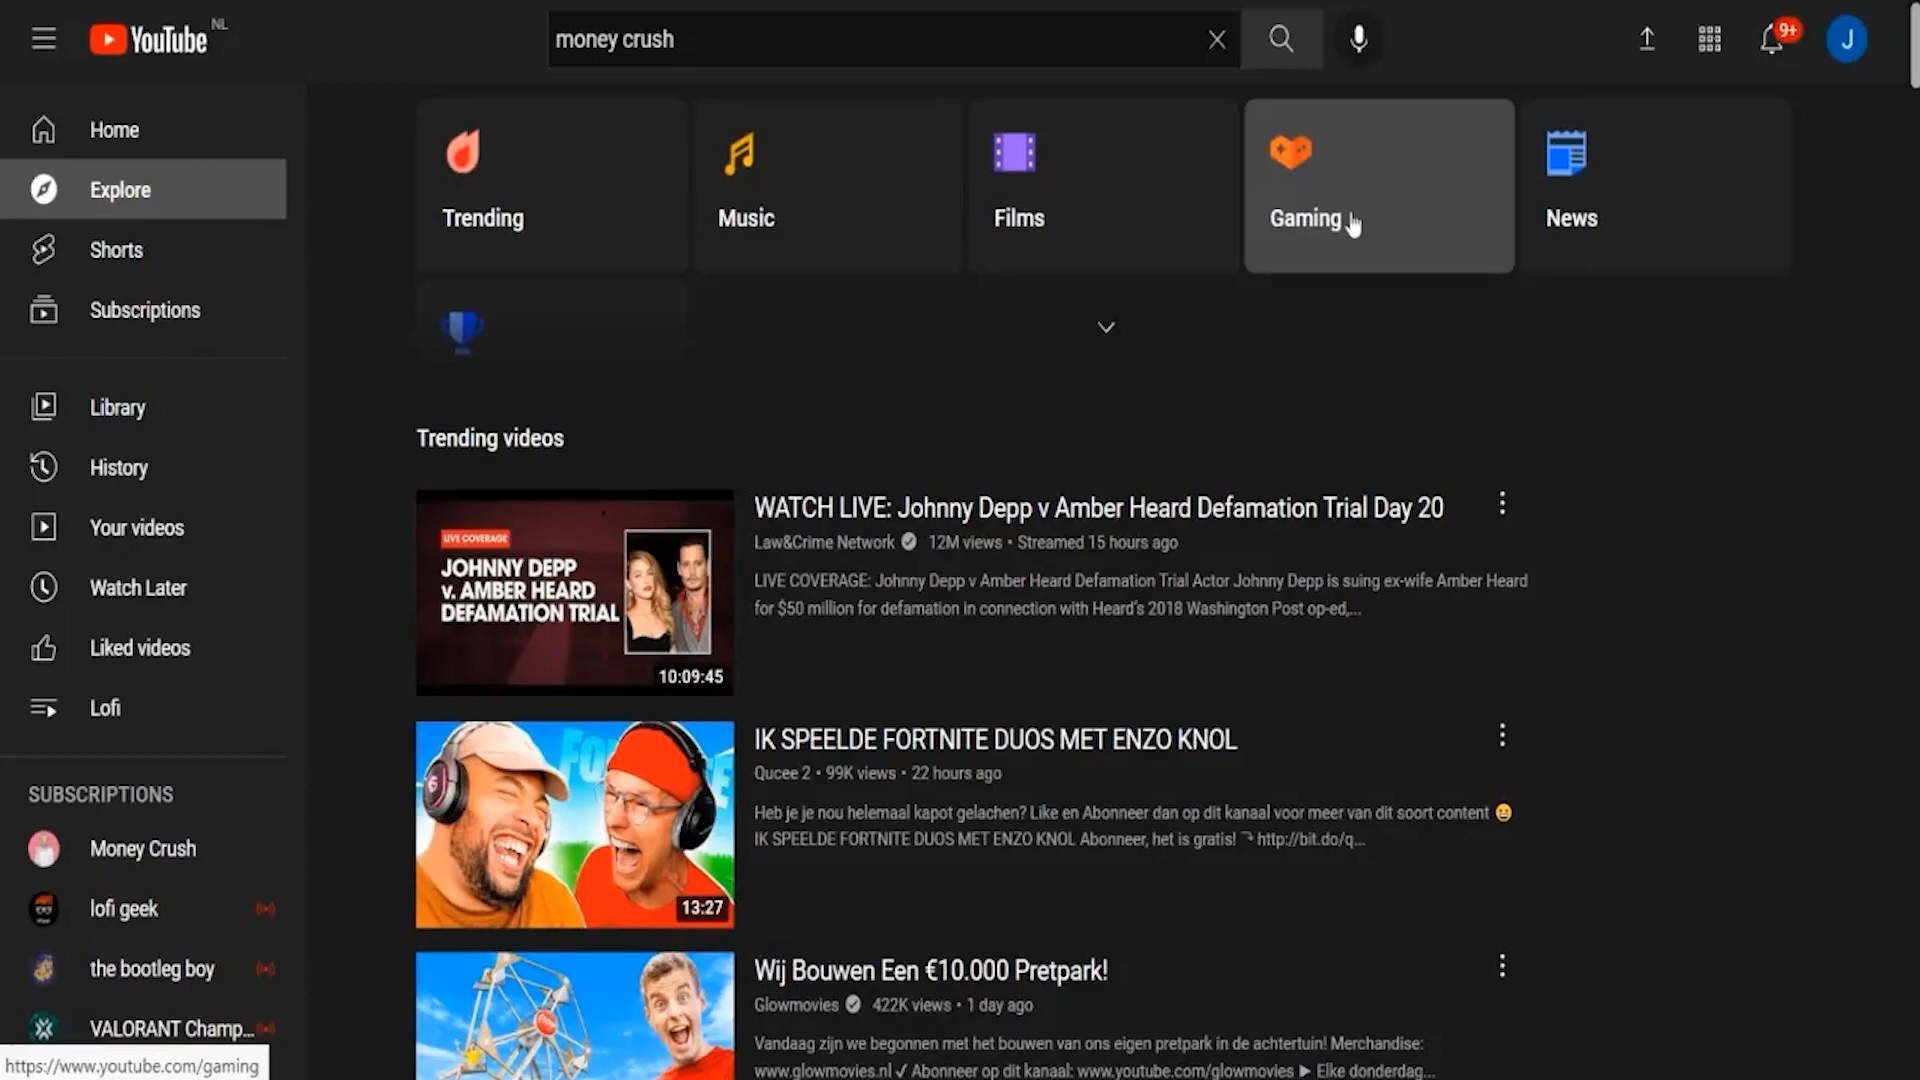 YouTube NL
money crush
9+
J
Home
Explore
Shorts
Subscriptions
Library
History
Your videos
Watch Later
Liked videos
Lofi
SUBSCRIPTIONS
Money Crush
lofi geek
the bootleg boy
VALORANT Champ...
https://www.youtube.com/gaming
Trending
Music
Films
Gaming
News
Trending videos
LIVE COVERAGE
JOHNNY DEPP
v. AMBER HEARD
DEFAMATION TRIAL
10:09:45
WATCH LIVE: Johnny Depp v Amber Heard Defamation Trial Day 20
Law&Crime Network 12M views • Streamed 15 hours ago
LIVE COVERAGE: Johnny Depp v Amber Heard Defamation Trial Actor Johnny Depp is suing ex-wife Amber Heard
for $50 million for defamation in connection with Heard's 2018 Washington Post op-ed,...
13:27
IK SPEELDE FORTNITE DUOS MET ENZO KNOL
Qucee 2 • 99K views • 22 hours ago
Heb je je nou helemaal kapot gelachen? Like en Abonneer dan op dit kanaal voor meer van dit soort content 😆
IK SPEELDE FORTNITE DUOS MET ENZO KNOL Abonneer, het is gratis! ⤵ http://bit.do/q...
Wij Bouwen Een €10.000 Pretpark!
Glowmovies 422K views • 1 day ago
Vandaag zijn we begonnen met het bouwen van ons eigen pretpark in de achtertuin! Merchandise:
www.glowmovies.nl ✓ Abonneer op dit kanaal: www.youtube.com/glowmovies ► Elke donderdag...